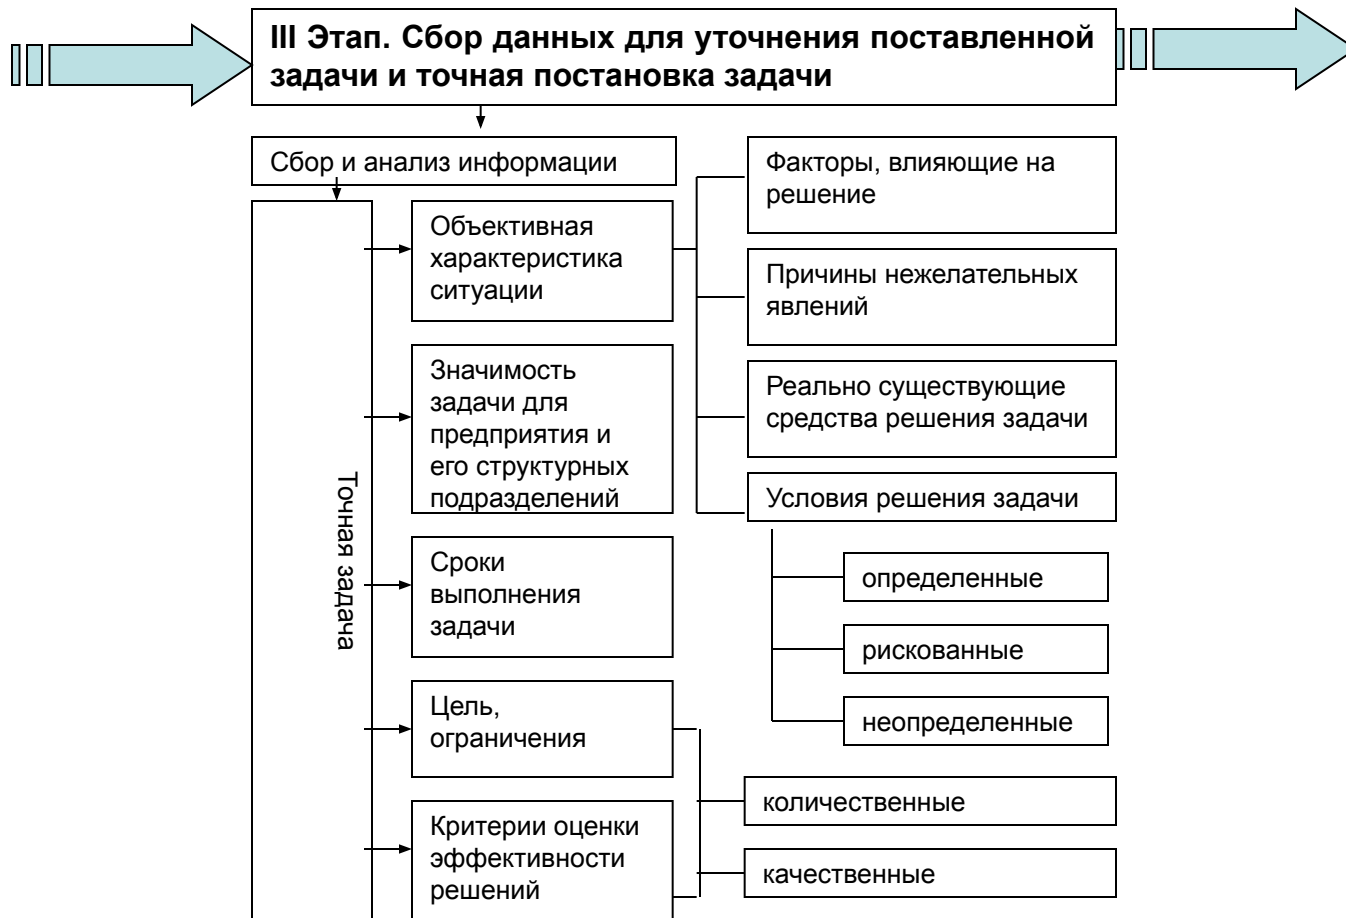 III Этап. Сбор данных для уточнения поставленной
задачи и точная постановка задачи
Сбор и анализ информации
Точная задача
Объективная
характеристика
ситуации
Значимость
задачи для
предприятия и
его структурных
подразделений
Сроки
выполнения
задачи
Цель,
ограничения
Критерии оценки
эффективности
решений
Факторы, влияющие на
решение
Причины нежелательных
явлений
Реально существующие
средства решения задачи
Условия решения задачи
определенные
рискованные
неопределенные
количественные
качественные